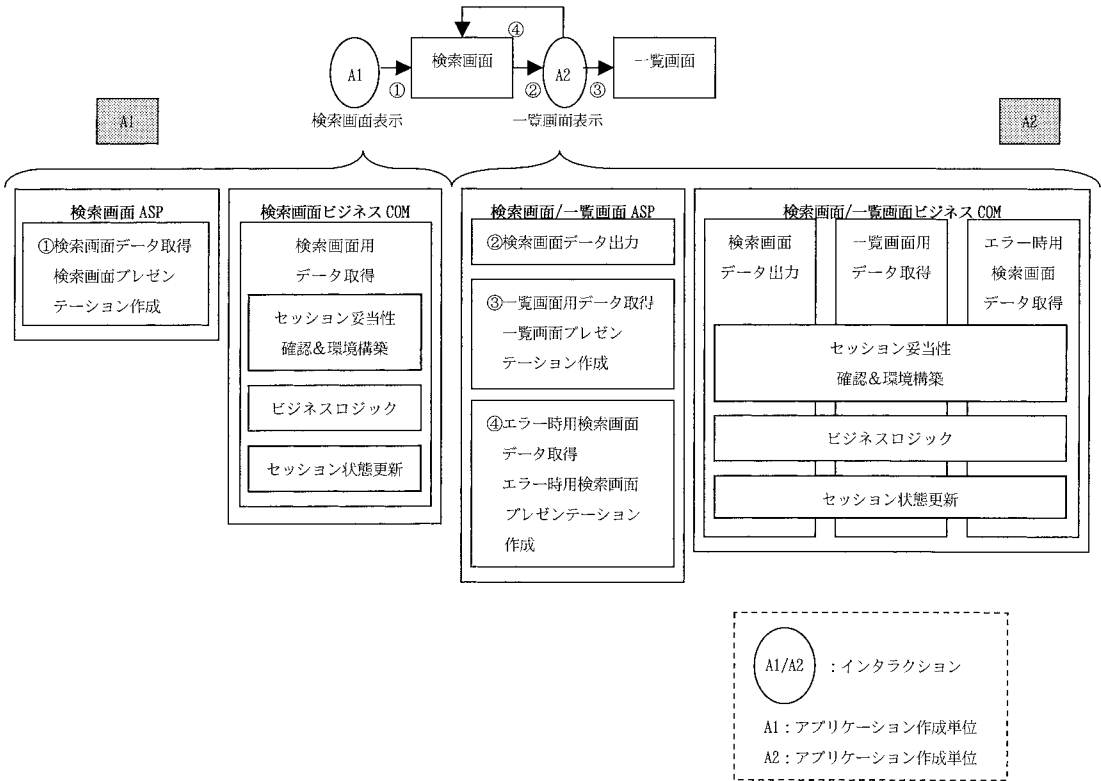 ④
A1
検索画面
A2
一覧画面
①
②
③
検索画面表示
一覧画面表示
A1
A2
検索画面 ASP
①検索画面データ取得
検索画面プレゼン
テーション作成
検索画面ビジネス COM
検索画面用
データ取得
セッション妥当性
確認&環境構築
ビジネスロジック
セッション状態更新
検索画面/一覧画面 ASP
②検索画面データ出力
③一覧画面用データ取得
一覧画面プレゼン
テーション作成
④エラー時用検索画面
データ取得
エラー時用検索画面
プレゼンテーション
作成
検索画面/一覧画面ビジネス COM
検索画面
データ出力
一覧画面用
データ取得
エラー時用
検索画面
データ取得
セッション妥当性
確認&環境構築
ビジネスロジック
セッション状態更新
A1/A2
：インタラクション
A1：アプリケーション作成単位
A2：アプリケーション作成単位